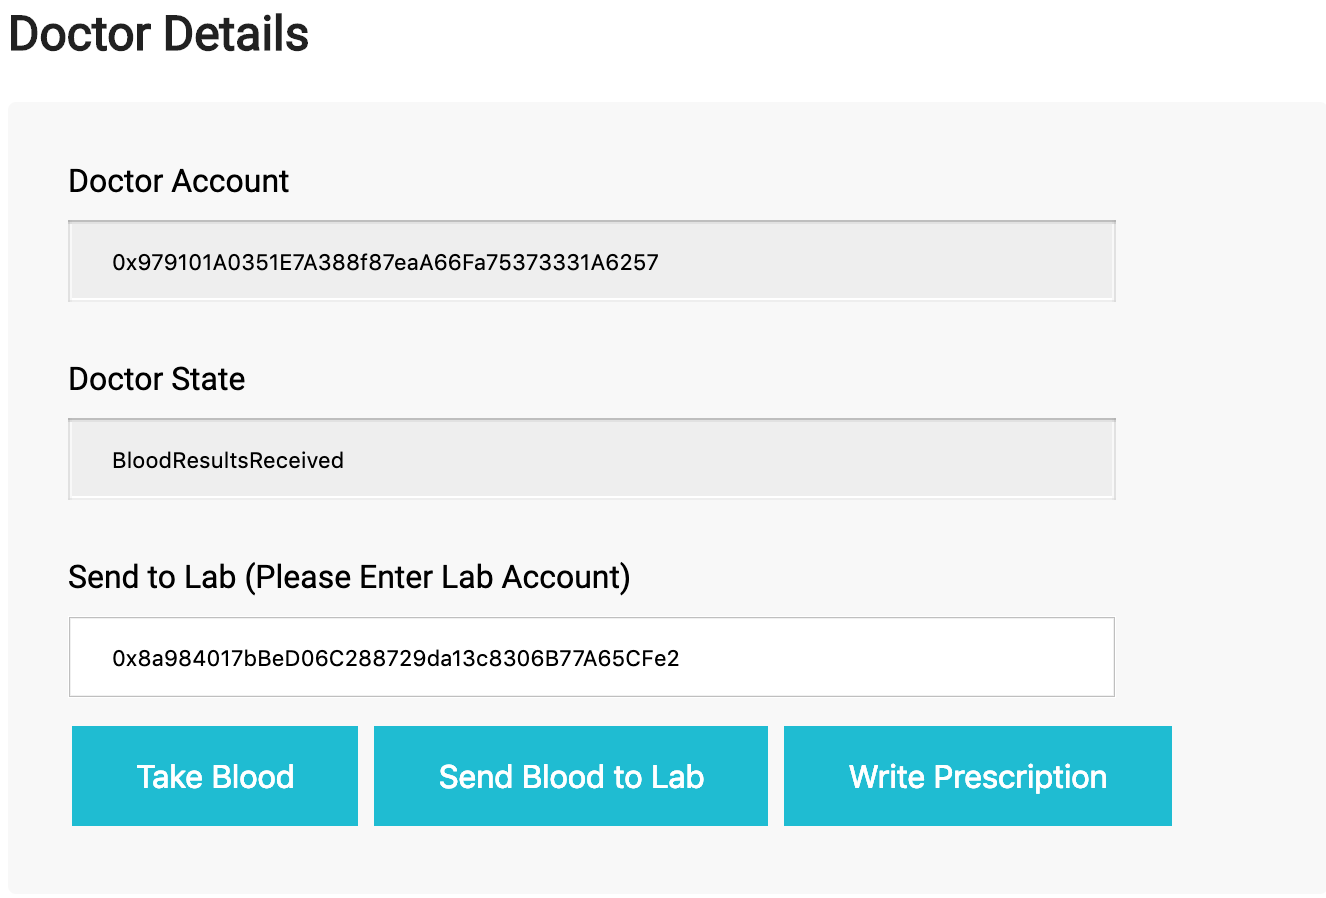 Doctor Details
Doctor Account
0x979101A0351E7A388f87eaA66Fa75373331A6257
Doctor State
BloodResultsReceived
Send to Lab (Please Enter Lab Account)
0x8a984017bBeD06C288729da13c8306B77A65CFe2
Take Blood
Send Blood to Lab
Write Prescription